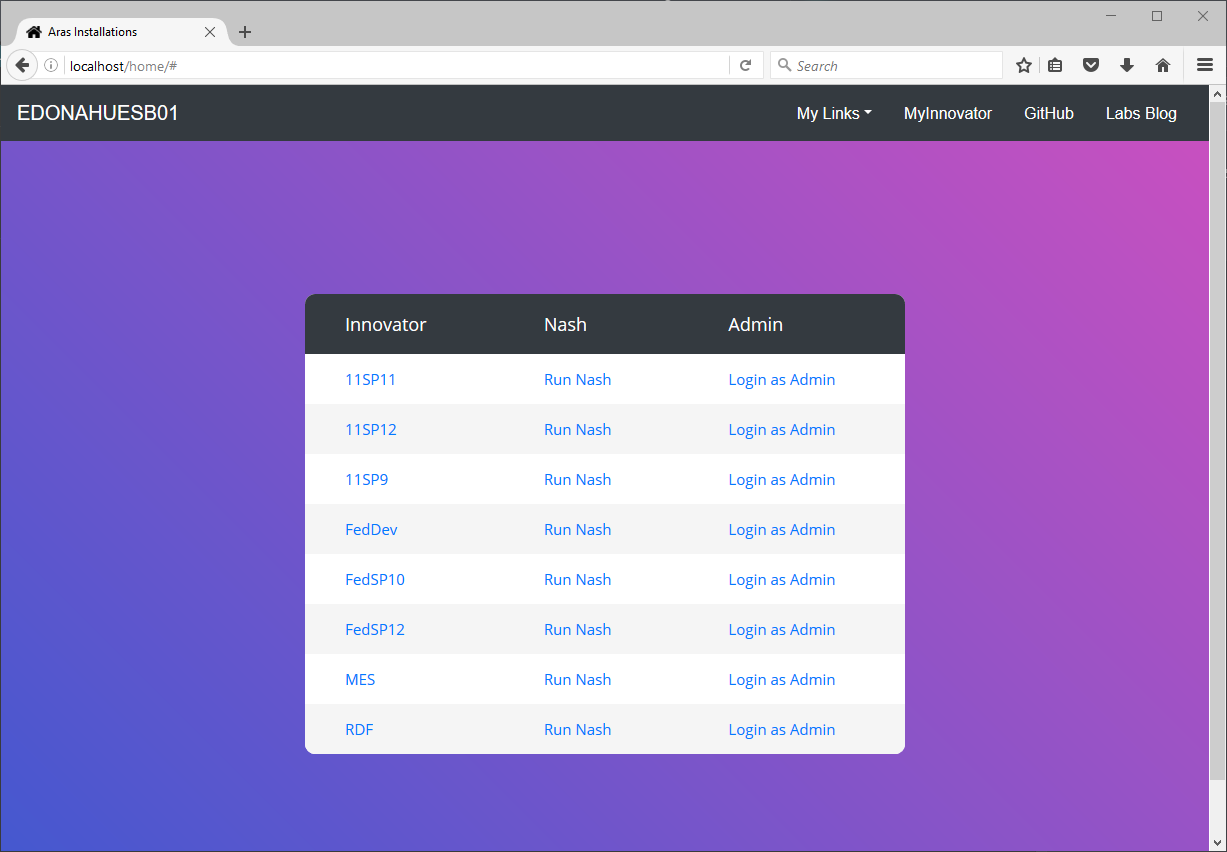 Aras Installations
localhost/home/#
Search
EDONAHUESB01 My Links MyInnovator GitHub Labs Blog
Innovator Nash Admin
11SP11 Run Nash Login as Admin
11SP12 Run Nash Login as Admin
11SP9 Run Nash Login as Admin
FedDev Run Nash Login as Admin
FedSP10 Run Nash Login as Admin
FedSP12 Run Nash Login as Admin
MES Run Nash Login as Admin
RDF Run Nash Login as Admin